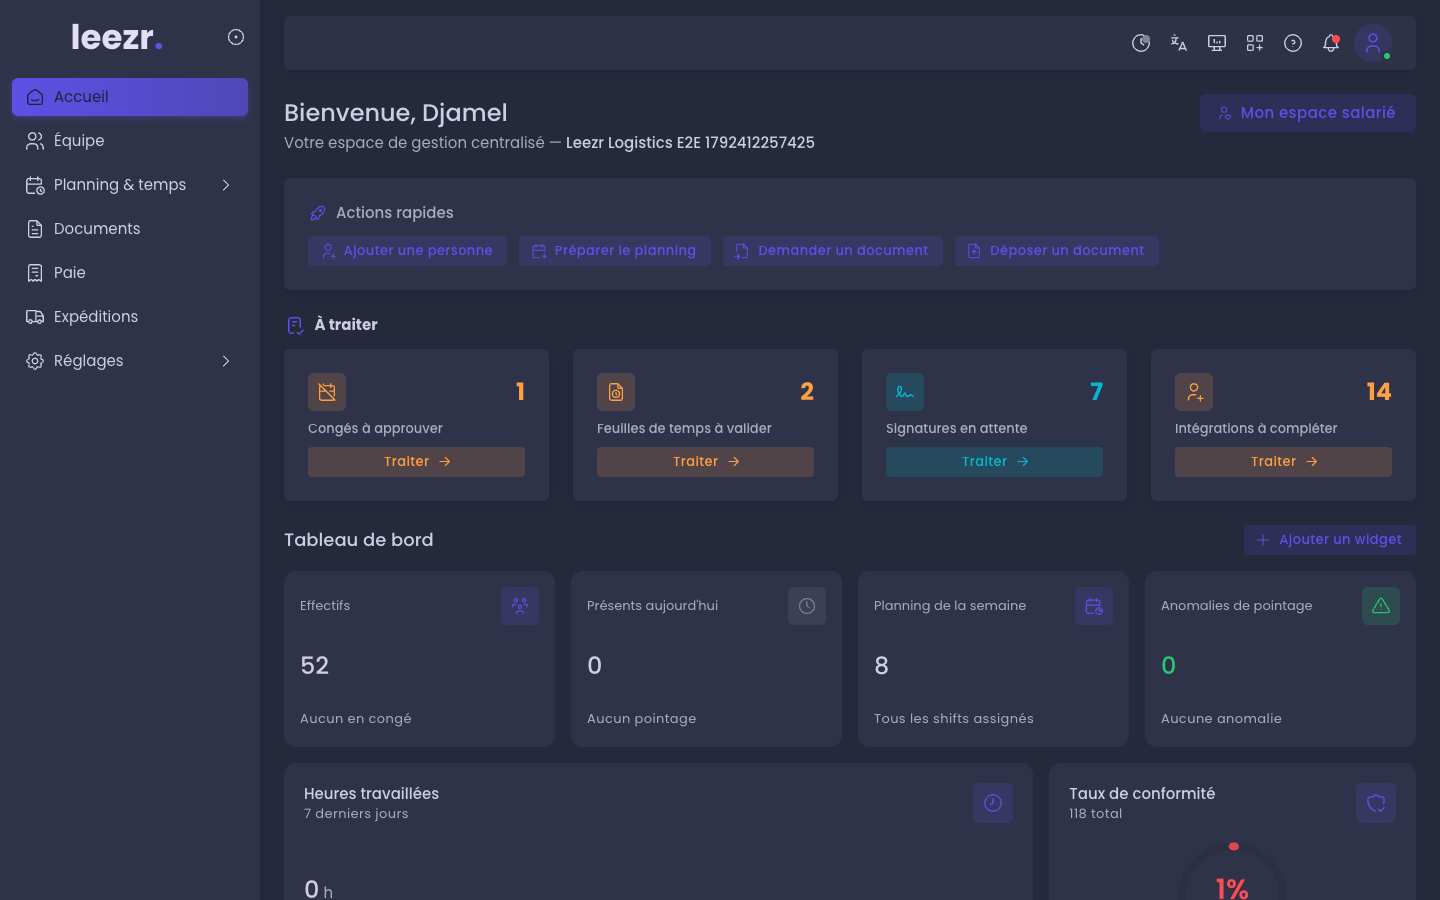 leezr.
Accueil
Équipe
Planning & temps
Documents
Paie
Expéditions
Réglages
Bienvenue, Djamel
Votre espace de gestion centralisé — Leezr Logistics E2E 1792412257425
Mon espace salarié
Actions rapides
Ajouter une personne
Préparer le planning
Demander un document
Déposer un document
À traiter
1
Congés à approuver
Traiter →
2
Feuilles de temps à valider
Traiter →
7
Signatures en attente
Traiter →
14
Intégrations à compléter
Traiter →
Tableau de bord
+ Ajouter un widget
Effectifs
52
Aucun en congé
Présents aujourd'hui
0
Aucun pointage
Planning de la semaine
8
Tous les shifts assignés
Anomalies de pointage
0
Aucune anomalie
Heures travaillées
7 derniers jours
0 h
Taux de conformité
118 total
1%